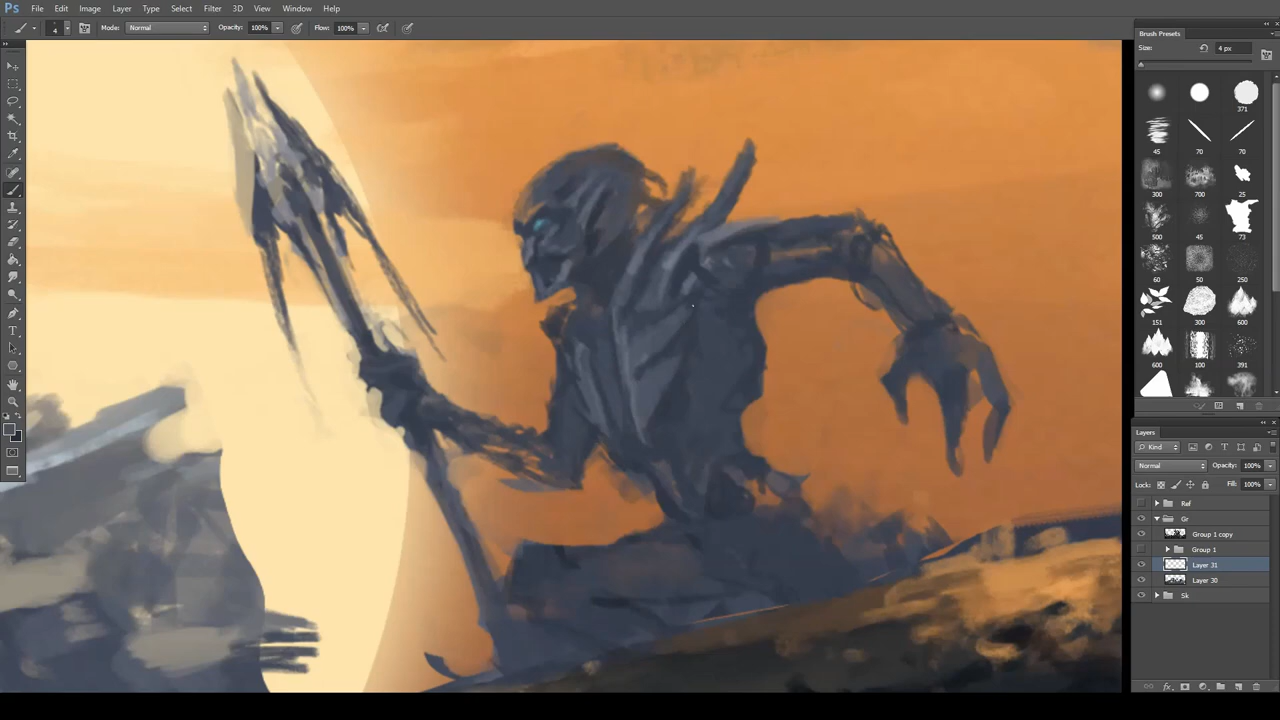 Ps File Edit Image Layer Type Select Filter 3D View Window Help
4 Mode: Normal Opacity: 100% Flow: 100%
Brush Presets
Size: 4 px
371
45 70 70
300 700 25
500 45 73
60 50 250
151 300 600
600 100 391
Layers
Kind
Normal Opacity: 100%
Lock: Fill: 100%
Ref
Gr
Group 1 copy
Group 1
Layer 31
Layer 30
Sk